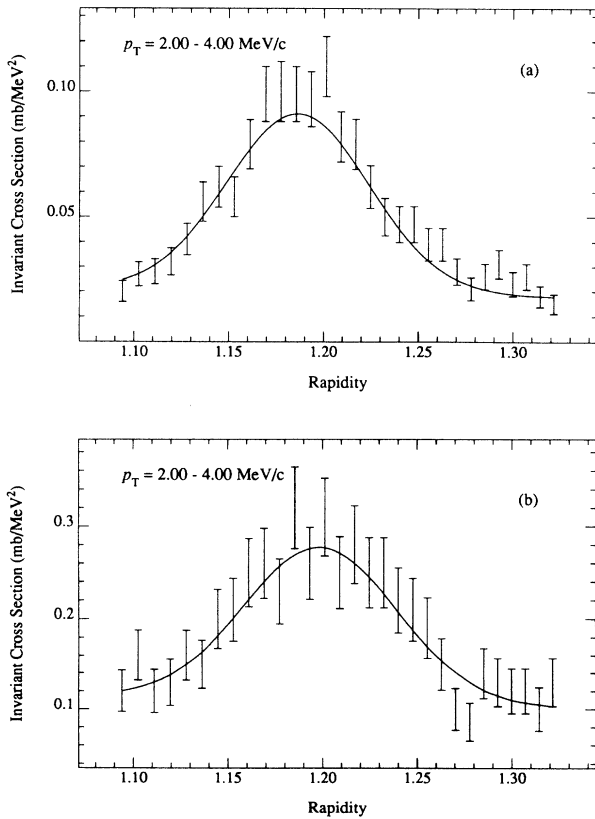 p_T = 2.00 - 4.00 MeV/c
(a)
Invariant Cross Section (mb/MeV²)
0.10
0.05
1.10 1.15 1.20 1.25 1.30
Rapidity
p_T = 2.00 - 4.00 MeV/c
(b)
Invariant Cross Section (mb/MeV²)
0.3
0.2
0.1
1.10 1.15 1.20 1.25 1.30
Rapidity